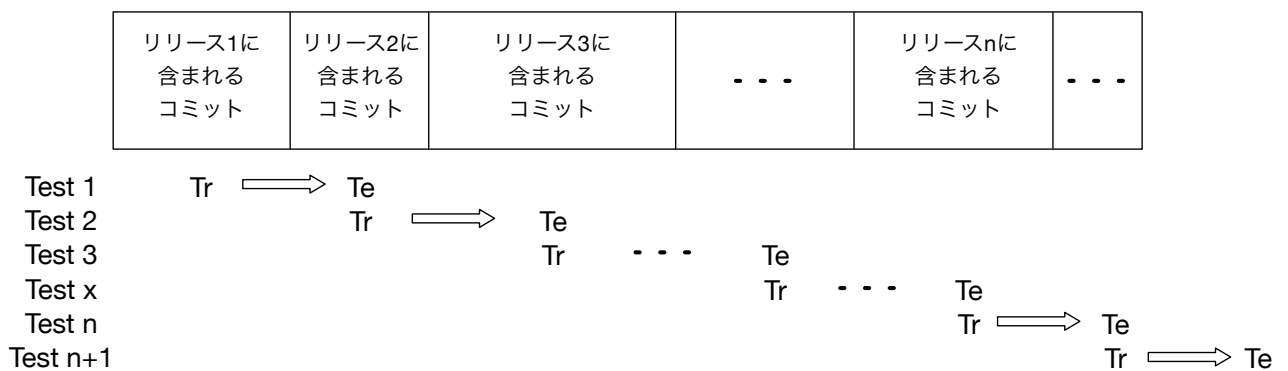 リリース1に
含まれる
コミット
リリース2に
含まれる
コミット
リリース3に
含まれる
コミット
- - -
リリースnに
含まれる
コミット
- - -
Test 1 Tr Te
Test 2 Tr Te
Test 3 Tr - - - Te
Test x Tr - - - Te
Test n Tr Te
Test n+1 Tr Te